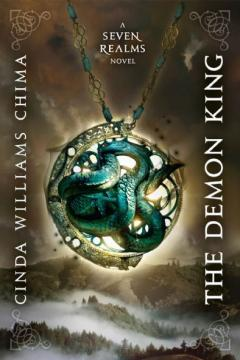 A
SEVEN
REALMS
NOVEL
CINDA WILLIAMS CHIMA
THE DEMON KING